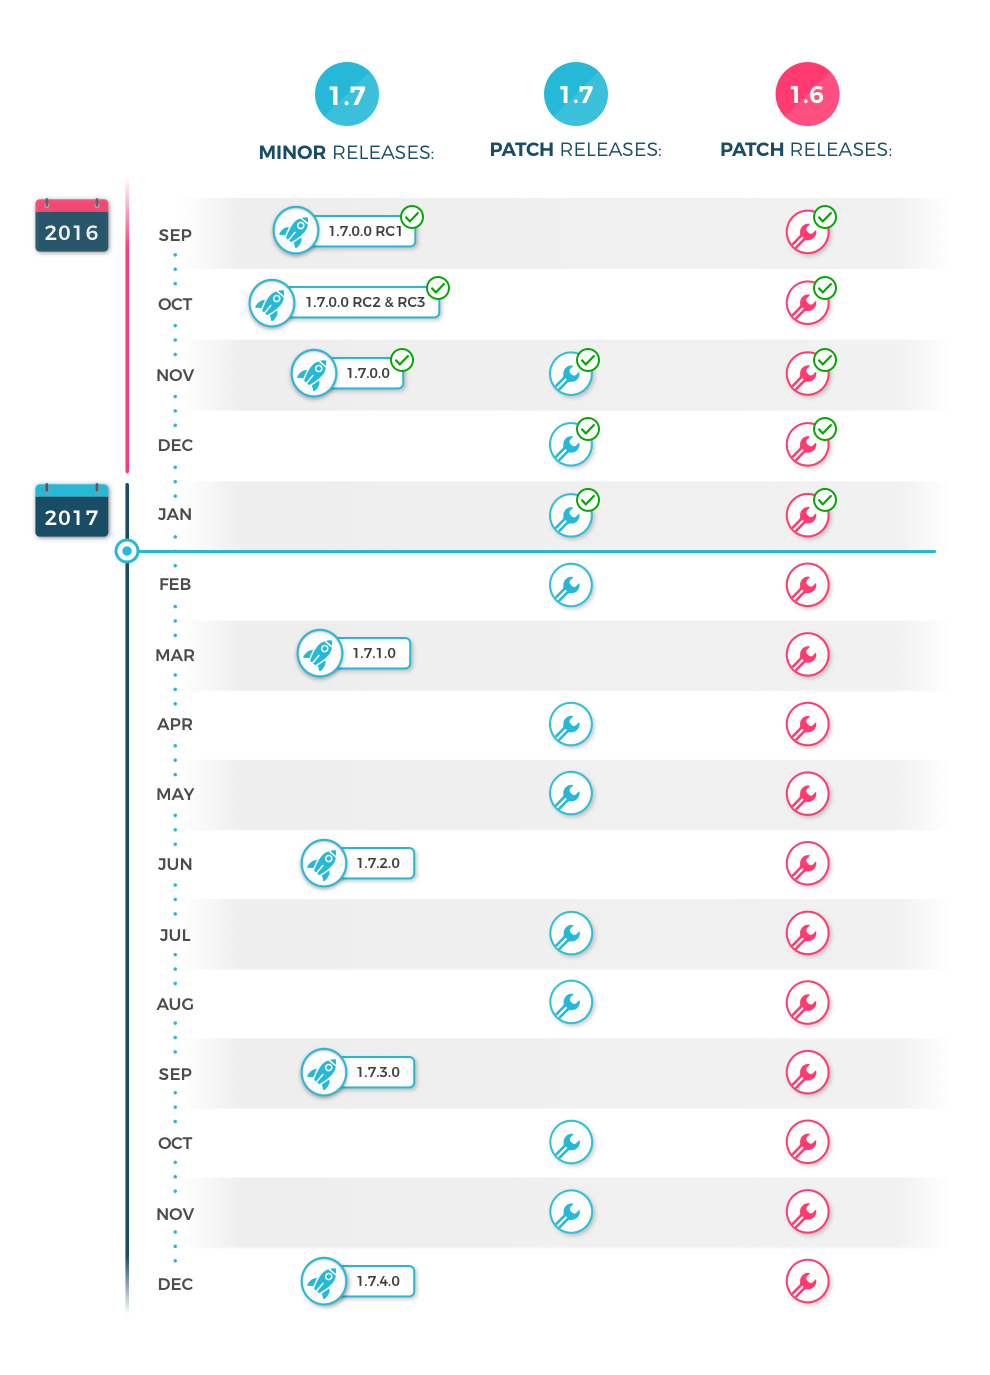 1.7
1.7
1.6
MINOR RELEASES:
PATCH RELEASES:
PATCH RELEASES:
2016
SEP
1.7.0.0 RC1
OCT
1.7.0.0 RC2 & RC3
NOV
1.7.0.0
DEC
2017
JAN
FEB
MAR
1.7.1.0
APR
MAY
JUN
1.7.2.0
JUL
AUG
SEP
1.7.3.0
OCT
NOV
DEC
1.7.4.0